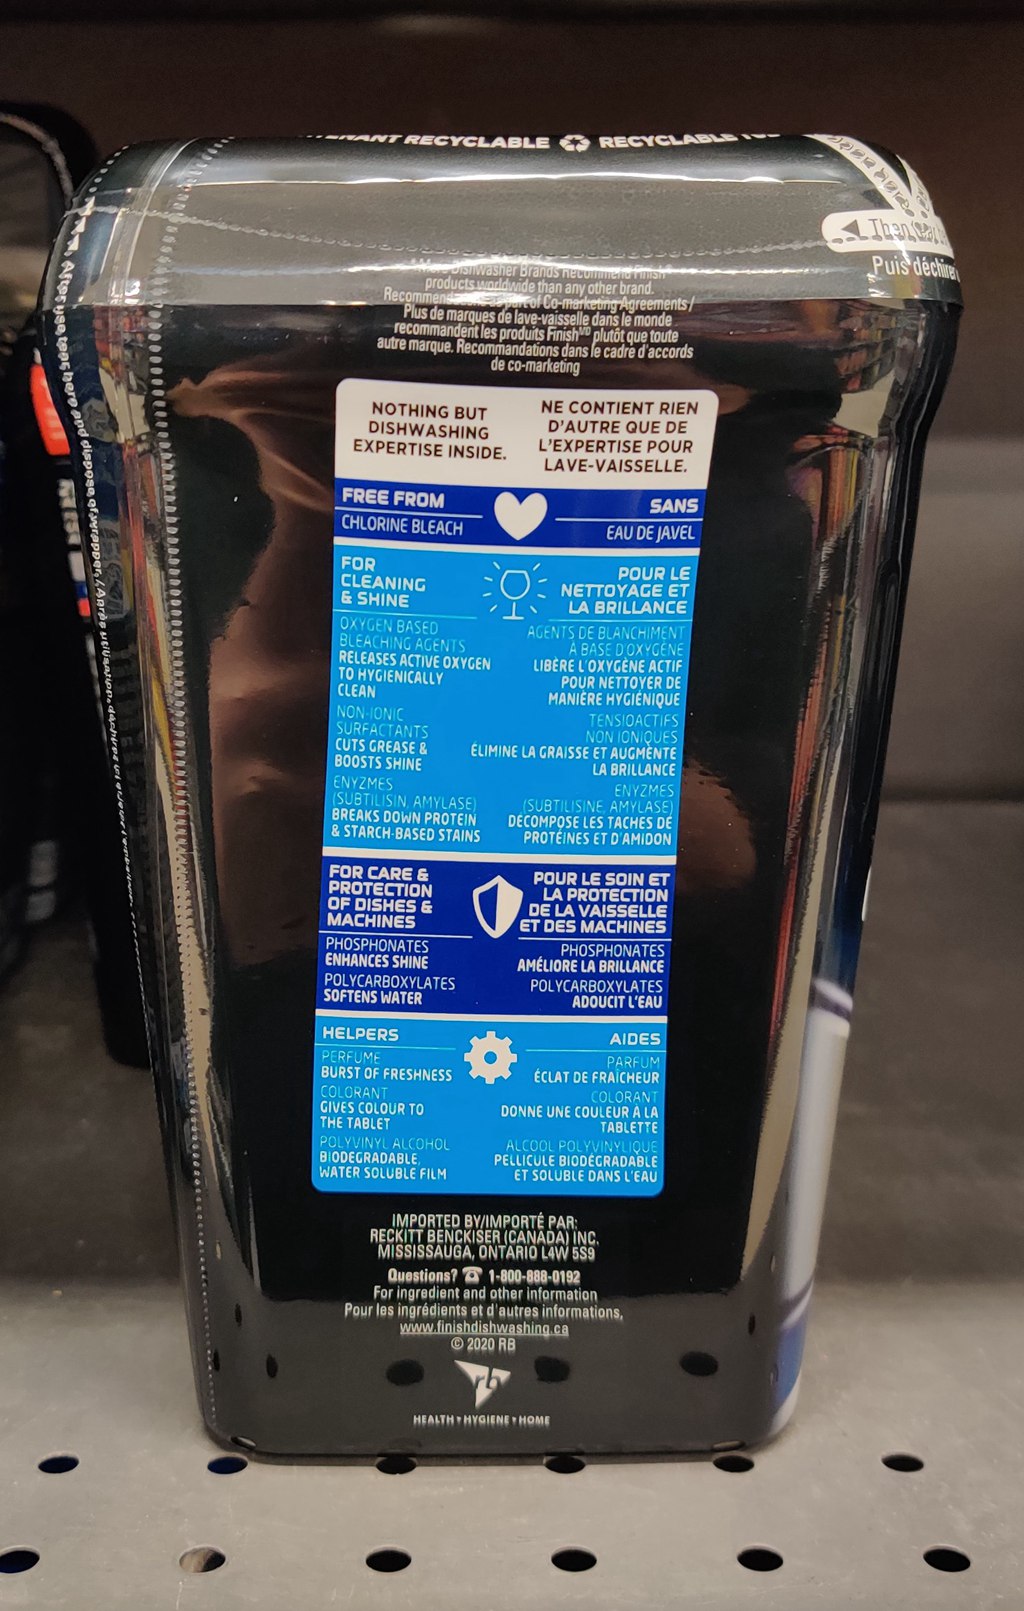 TENANT RECYCLABLE RECYCLABLE
Puis déchirer
Dishwasher Brands Recommend Finish
products worldwide than any other brand.
Co-marketing Agreements /
Plus de marques de lave-vaisselle dans le monde
recommandent les produits Finish plutôt que toute
autre marque. Recommandations dans le cadre d'accords
de co-marketing
NOTHING BUT
DISHWASHING
EXPERTISE INSIDE.
NE CONTIENT RIEN
D'AUTRE QUE DE
L'EXPERTISE POUR
LAVE-VAISSELLE.
FREE FROM
CHLORINE BLEACH
SANS
EAU DE JAVEL
FOR
CLEANING
& SHINE
POUR LE
NETTOYAGE ET
LA BRILLANCE
OXYGEN BASED
BLEACHING AGENTS
RELEASES ACTIVE OXYGEN
TO HYGIENICALLY
CLEAN
AGENTS DE BLANCHIMENT
À BASE D'OXYGÈNE
LIBÈRE L'OXYGÈNE ACTIF
POUR NETTOYER DE
MANIÈRE HYGIÉNIQUE
NON-IONIC
SURFACTANTS
CUTS GREASE &
BOOSTS SHINE
TENSIOACTIFS
NON IONIQUES
ÉLIMINE LA GRAISSE ET AUGMENTE
LA BRILLANCE
ENYZMES
(SUBTILISIN, AMYLASE)
BREAKS DOWN PROTEIN
& STARCH-BASED STAINS
ENYZMES
(SUBTILISINE, AMYLASE)
DÉCOMPOSE LES TACHES DE
PROTÉINES ET D'AMIDON
FOR CARE &
PROTECTION
OF DISHES &
MACHINES
POUR LE SOIN ET
LA PROTECTION
DE LA VAISSELLE
ET DES MACHINES
PHOSPHONATES
ENHANCES SHINE
PHOSPHONATES
AMÉLIORE LA BRILLANCE
POLYCARBOXYLATES
SOFTENS WATER
POLYCARBOXYLATES
ADOUCIT L'EAU
HELPERS
AIDES
PERFUME
BURST OF FRESHNESS
PARFUM
ÉCLAT DE FRAÎCHEUR
COLORANT
GIVES COLOUR TO
THE TABLET
COLORANT
DONNE UNE COULEUR À LA
TABLETTE
POLYVINYL ALCOHOL
BIODEGRADABLE,
WATER SOLUBLE FILM
ALCOOL POLYVINYLIQUE
PELLICULE BIODÉGRADABLE
ET SOLUBLE DANS L'EAU
IMPORTED BY/IMPORTÉ PAR:
RECKITT BENCKISER (CANADA) INC.
MISSISSAUGA, ONTARIO L4W 5S9
Questions? ☎ 1-800-888-0192
For ingredient and other information
Pour les ingrédients et d'autres informations,
www.finishdishwashing.ca
© 2020 RB
rb
HEALTH • HYGIENE • HOME